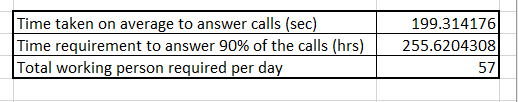 Time taken on average to answer calls (sec) 199.314176
Time requirement to answer 90% of the calls (hrs) 255.6204308
Total working person required per day 57